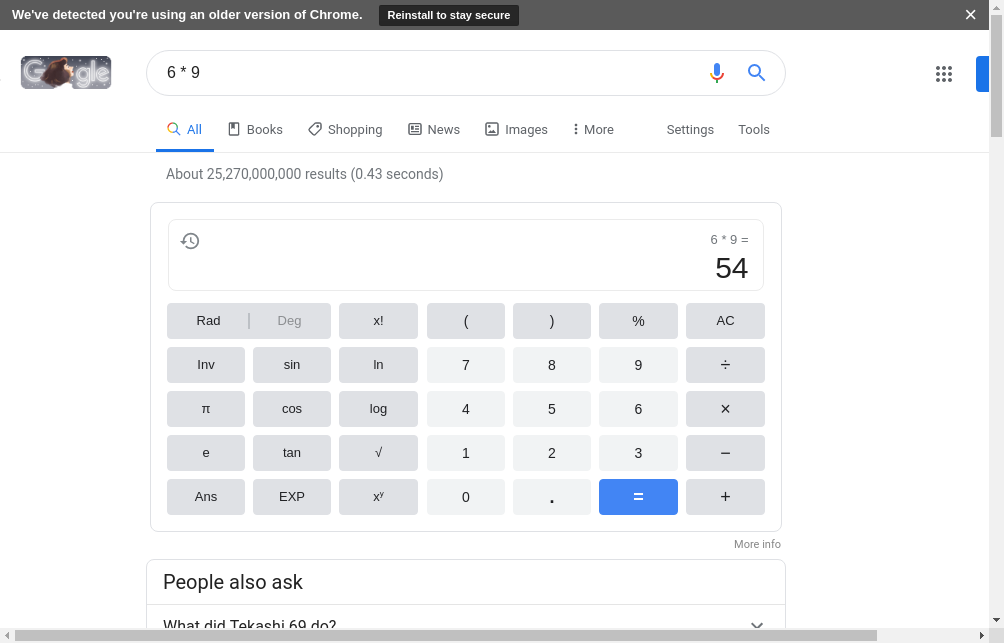 We've detected you're using an older version of Chrome. Reinstall to stay secure
Google
6 * 9
All Books Shopping News Images More Settings Tools
About 25,270,000,000 results (0.43 seconds)
6 * 9 =
54
Rad Deg x! ( ) % AC
Inv sin ln 7 8 9 ÷
π cos log 4 5 6 ×
e tan √ 1 2 3 −
Ans EXP xʸ 0 . = +
More info
People also ask
What did Tekashi 69 do?